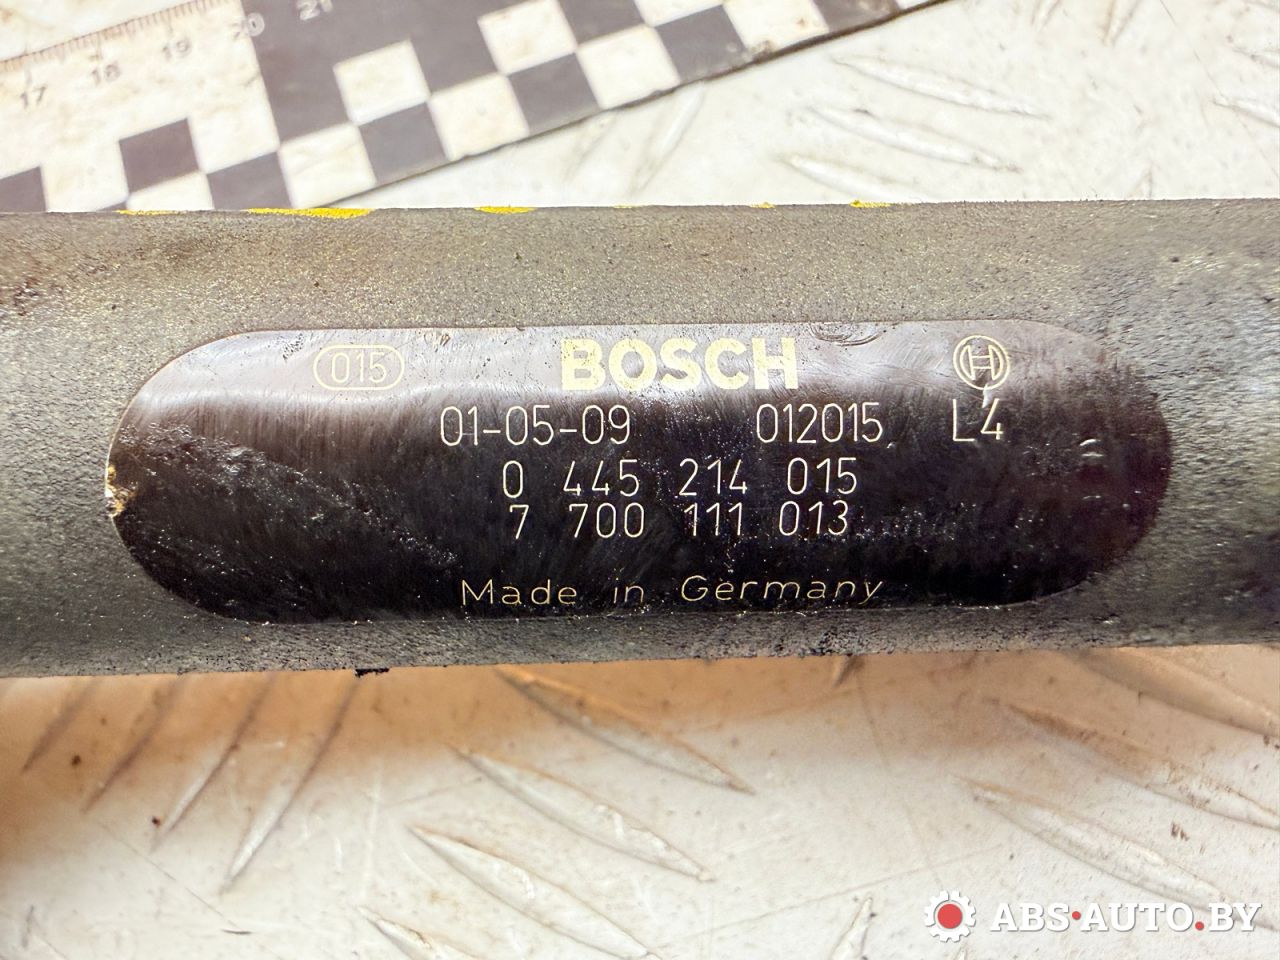 17 18 19 20 21
015 BOSCH
01-05-09 012015 L4
0 445 214 015
7 700 111 013
Made in Germany
ABS·AUTO.BY